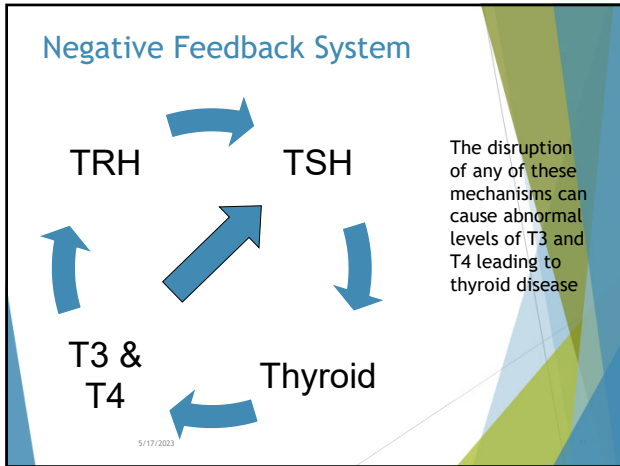 Negative Feedback System
TRH
TSH
The disruption
of any of these
mechanisms can
cause abnormal
levels of T3 and
T4 leading to
thyroid disease
T3 &
T4
Thyroid
5/17/2023